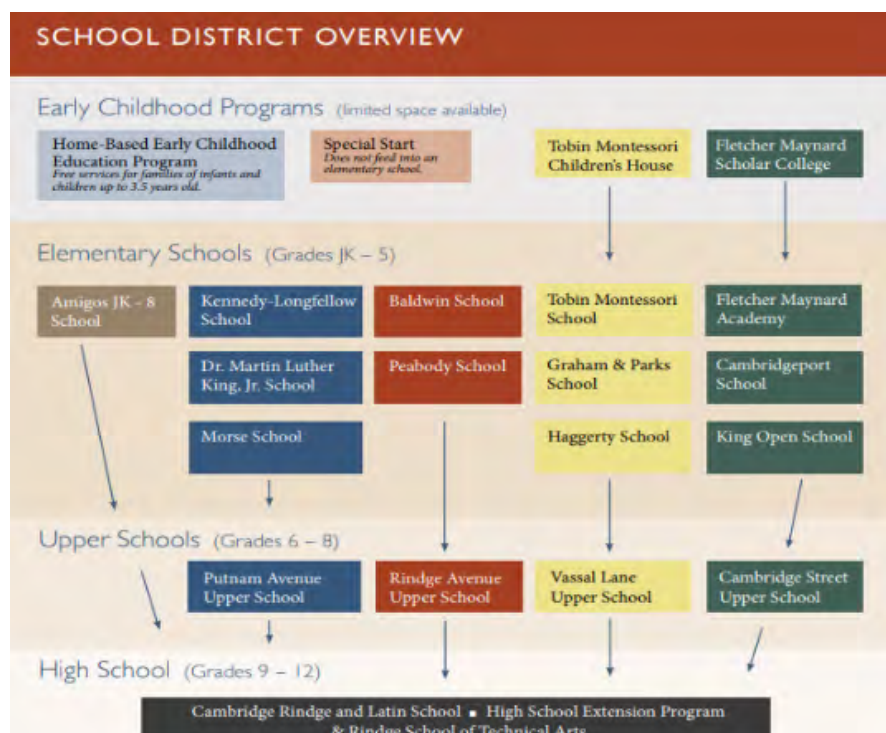 SCHOOL DISTRICT OVERVIEW
Early Childhood Programs (limited space available)
Home-Based Early Childhood
Education Program
Free services for families of infants and
children up to 3.5 years old.
Special Start
Does not feed into an
elementary school.
Tobin Montessori
Children's House
Fletcher Maynard
Scholar College
Elementary Schools (Grades JK – 5)
Amigos JK – 8
School
Kennedy-Longfellow
School
Baldwin School
Tobin Montessori
School
Fletcher Maynard
Academy
Dr. Martin Luther
King, Jr. School
Peabody School
Graham & Parks
School
Cambridgeport
School
Morse School
Haggerty School
King Open School
Upper Schools (Grades 6 – 8)
Putnam Avenue
Upper School
Rindge Avenue
Upper School
Vassal Lane
Upper School
Cambridge Street
Upper School
High School (Grades 9 – 12)
Cambridge Rindge and Latin School ■ High School Extension Program
& Rindge School of Technical Arts